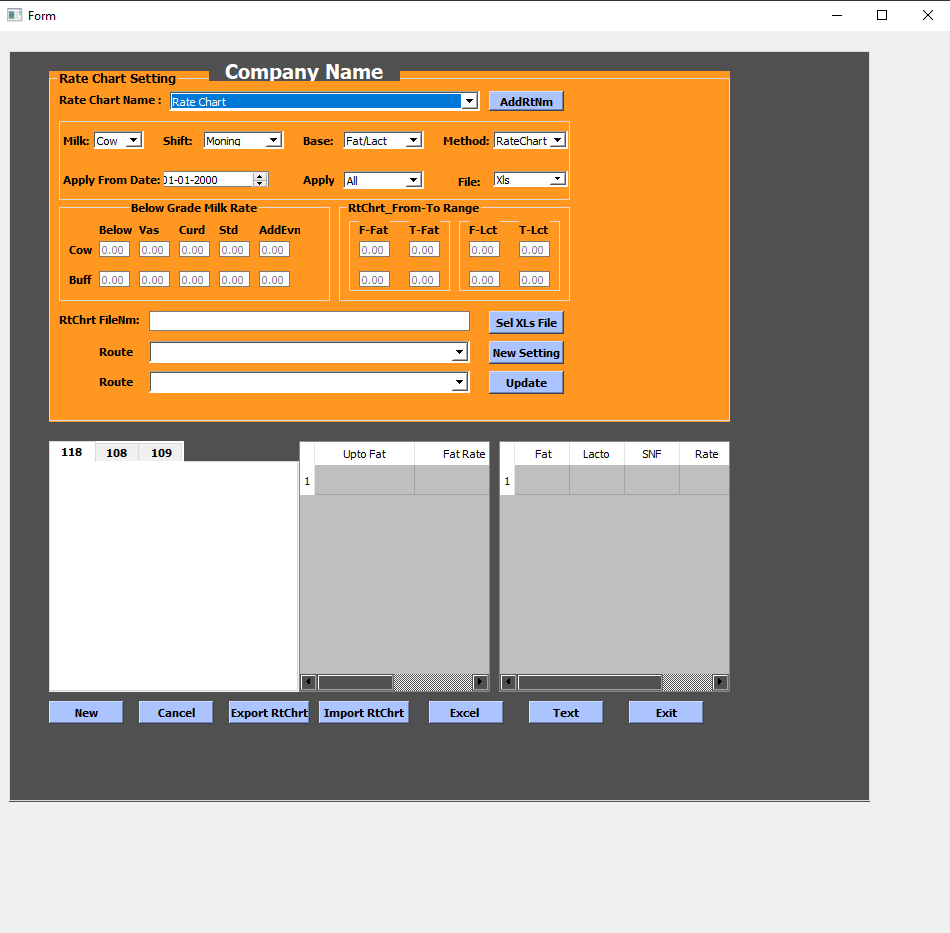 Form
Company Name
Rate Chart Setting
Rate Chart Name : Rate Chart AddRtNm
Milk: Cow Shift: Moning Base: Fat/Lact Method: RateChart
Apply From Date: 01-01-2000 Apply All File: Xls
Below Grade Milk Rate RtChrt_From-To Range
Below Vas Curd Std AddEvn F-Fat T-Fat F-Lct T-Lct
Cow 0.00 0.00 0.00 0.00 0.00 0.00 0.00 0.00 0.00
Buff 0.00 0.00 0.00 0.00 0.00 0.00 0.00 0.00 0.00
RtChrt FileNm: Sel XLs File
Route New Setting
Route Update
118 108 109 Upto Fat Fat Rate Fat Lacto SNF Rate
1 1
New Cancel Export RtChrt Import RtChrt Excel Text Exit